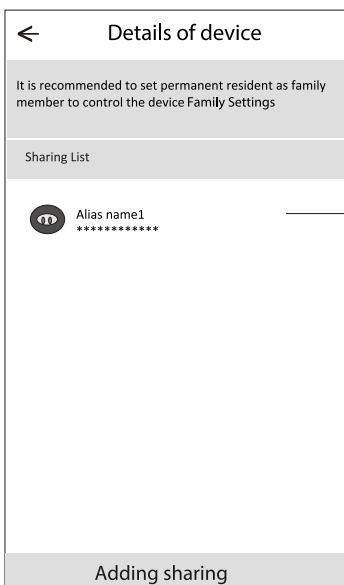 Details of device
It is recommended to set permanent resident as family
member to control the device Family Settings
Sharing List
Alias name1
************
Adding sharing